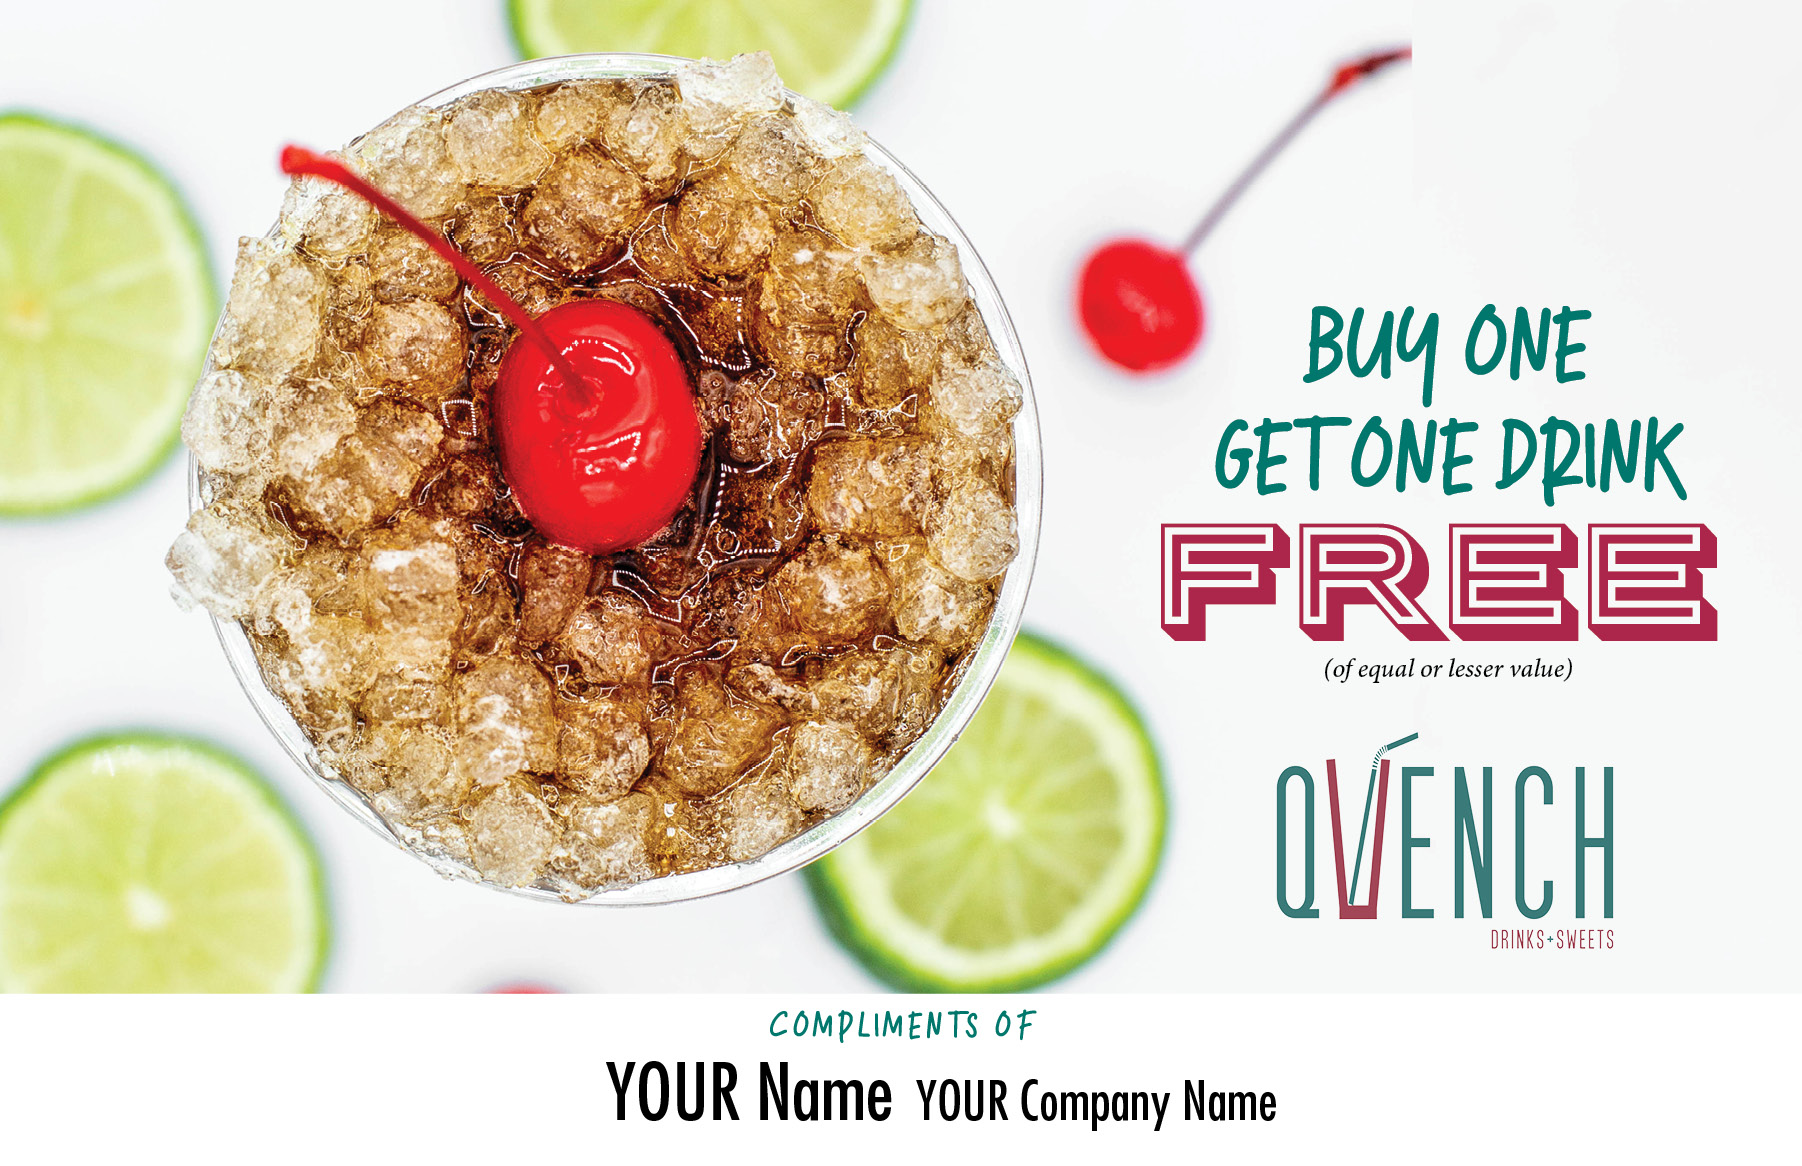 BUY ONE
GET ONE DRINK
FREE
(of equal or lesser value)
QUENCH
DRINKS+SWEETS
COMPLIMENTS OF
YOUR Name YOUR Company Name